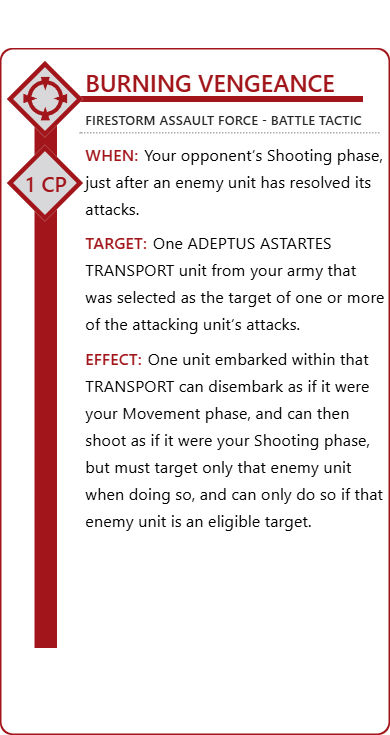 BURNING VENGEANCE
FIRESTORM ASSAULT FORCE - BATTLE TACTIC
1 CP
WHEN: Your opponent's Shooting phase,
just after an enemy unit has resolved its
attacks.
TARGET: One ADEPTUS ASTARTES
TRANSPORT unit from your army that
was selected as the target of one or more
of the attacking unit's attacks.
EFFECT: One unit embarked within that
TRANSPORT can disembark as if it were
your Movement phase, and can then
shoot as if it were your Shooting phase,
but must target only that enemy unit
when doing so, and can only do so if that
enemy unit is an eligible target.